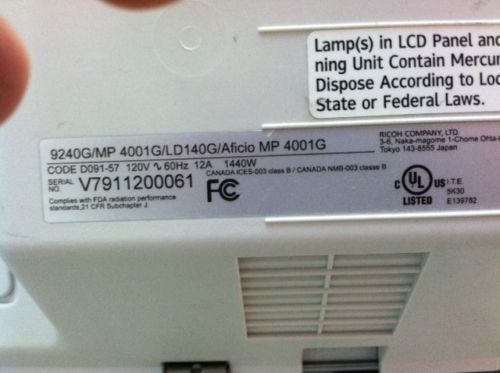 Lamp(s) in LCD Panel and
ning Unit Contain Mercur
Dispose According to Loc
State or Federal Laws.
9240G/MP 4001G/LD140G/Aficio MP 4001G
CODE D091-57 120V ∿ 60Hz 12A 1440W
SERIAL NO. V7911200061
CANADA ICES-003 class B / CANADA NMB-003 classe B
Complies with FDA radiation performance
standards,21 CFR Subchapter J.
FC
RICOH COMPANY, LTD.
3-6, Naka-magome 1-Chome Ohta-
Tokyo 143-8555 Japan
C UL US I.T.E.
LISTED
5K30
E139782